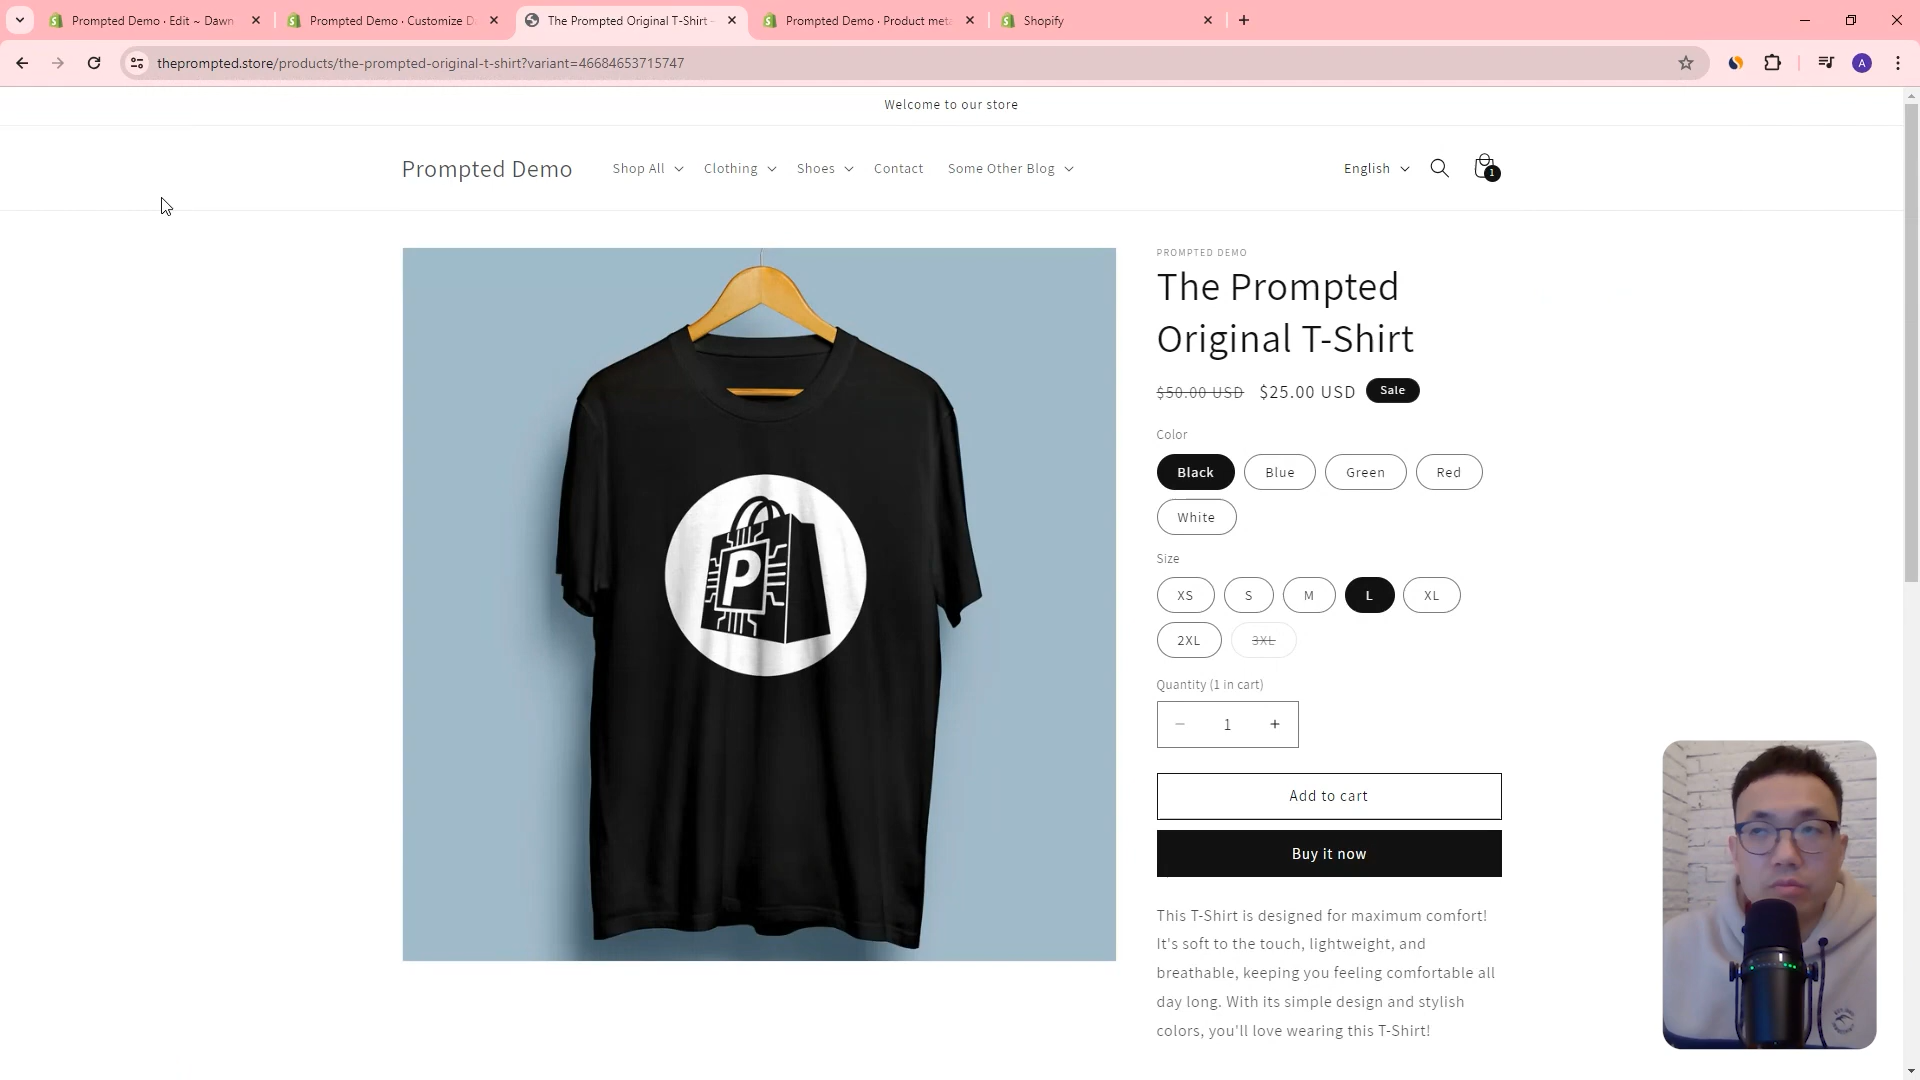 Prompted Demo · Edit ~ Dawn
Prompted Demo · Customize D
The Prompted Original T-Shirt -
Prompted Demo · Product met
Shopify
theprompted.store/products/the-prompted-original-t-shirt?variant=46684653715747
A
Welcome to our store
Prompted Demo
Shop All
Clothing
Shoes
Contact
Some Other Blog
English
1
PROMPTED DEMO
The Prompted
Original T-Shirt
$50.00 USD $25.00 USD Sale
Color
Black Blue Green Red
White
Size
XS S M L XL
2XL 3XL
Quantity (1 in cart)
− 1 +
Add to cart
Buy it now
This T-Shirt is designed for maximum comfort!
It's soft to the touch, lightweight, and
breathable, keeping you feeling comfortable all
day long. With its simple design and stylish
colors, you'll love wearing this T-Shirt!
P